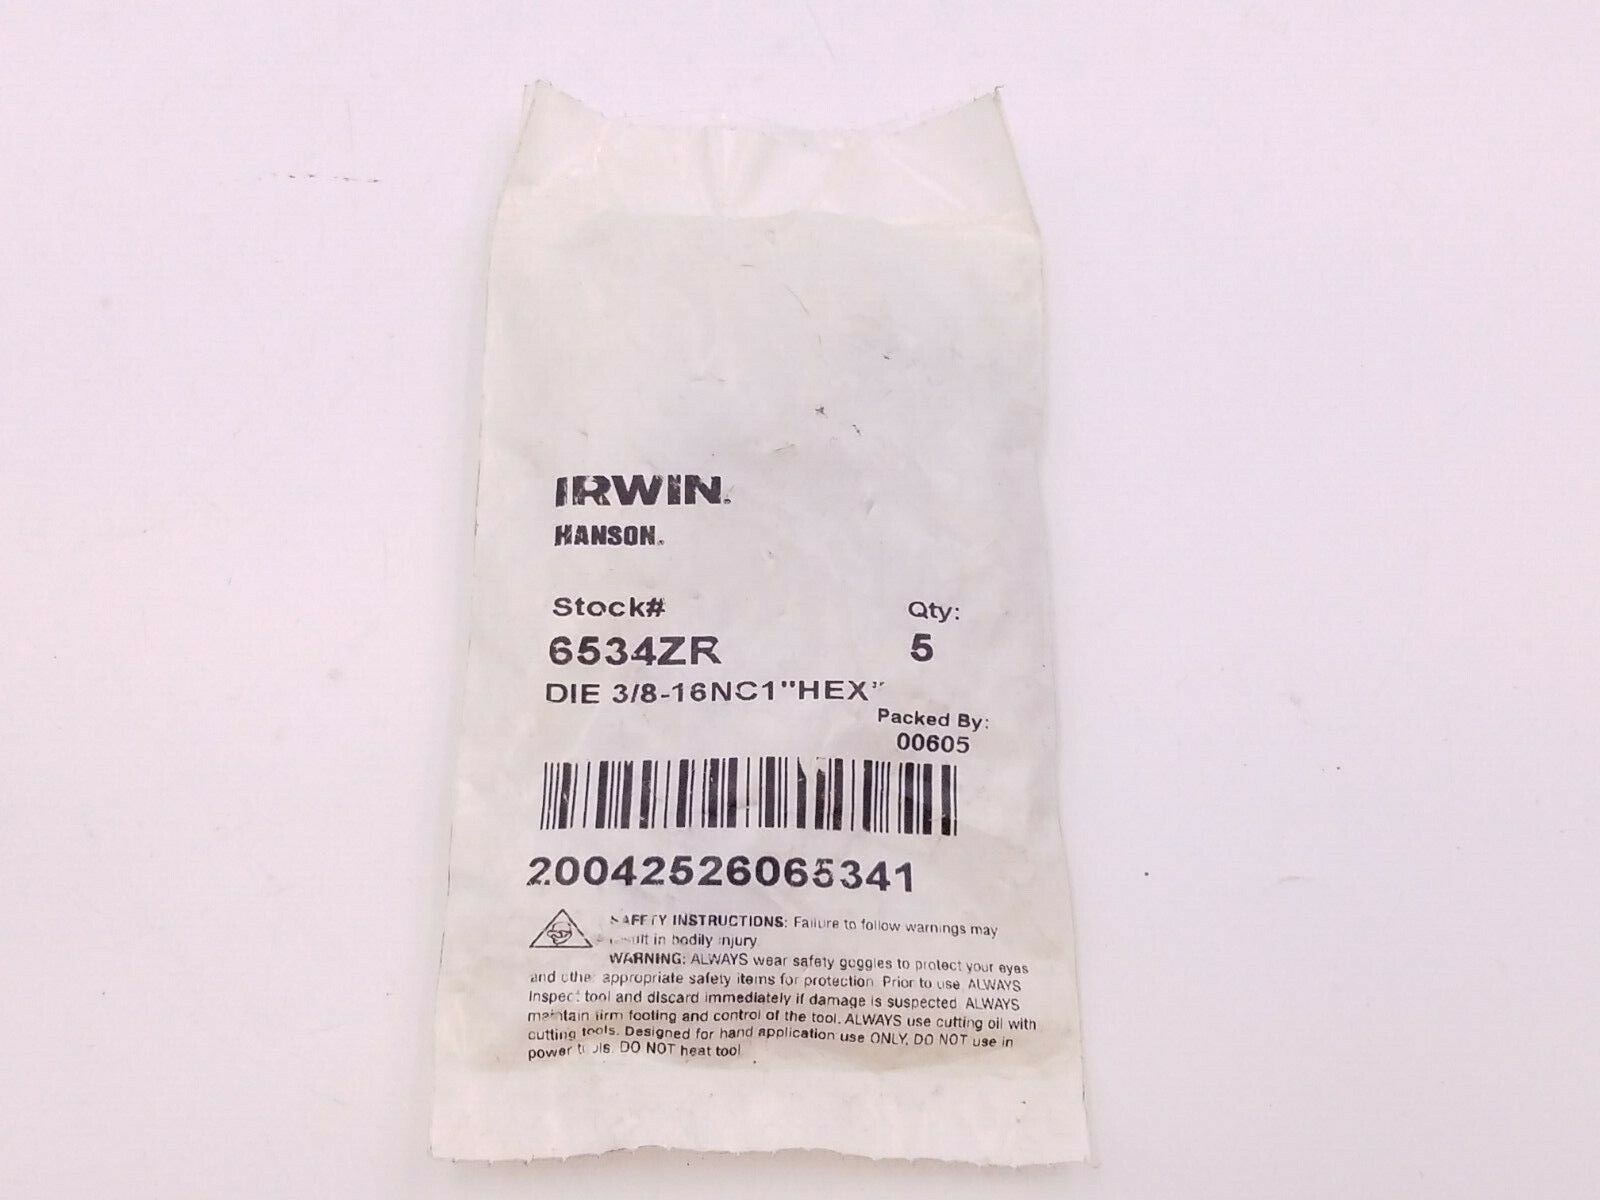 IRWIN.
HANSON.
Stock# Qty:
6534ZR 5
DIE 3/8-16NC1"HEX"
Packed By:
00605
20042526065341
SAFETY INSTRUCTIONS: Failure to follow warnings may
result in bodily injury.
WARNING: ALWAYS wear safety goggles to protect your eyes
and other appropriate safety items for protection. Prior to use, ALWAYS
inspect tool and discard immediately if damage is suspected. ALWAYS
maintain firm footing and control of the tool. ALWAYS use cutting oil with
cutting tools. Designed for hand application use ONLY, DO NOT use in
power tools. DO NOT heat tool